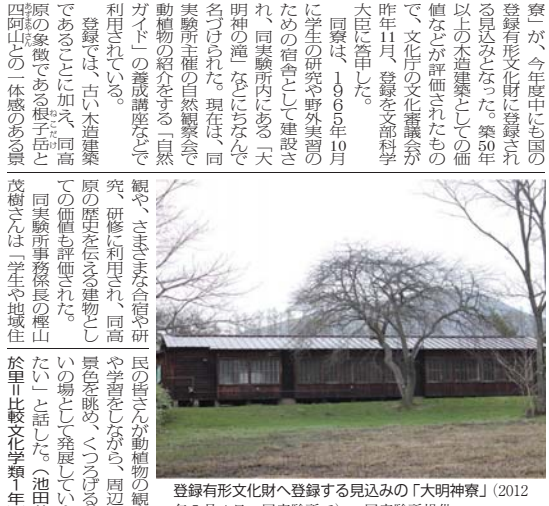 寮」が、今年度中にも国の
登録有形文化財に登録され
る見込みとなった。築50年
以上の木造建築としての価
値などが評価されたもの
で、文化庁の文化審議会が
昨年11月、登録を文部科学
大臣に答申した。
同寮は、1965年10月
に学生の研究や野外実習の
ための宿舎として建設さ
れ、同実験所内にある「大
明神の滝」などにちなんで
名づけられた。現在は、同
実験所主催の自然観察会で
動植物の紹介をする「自然
ガイド」の養成講座などで
利用されている。
登録では、古い木造建築
であることに加え、同高
原の象徴である根子岳と
四阿山との一体感のある景
観や、さまざまな合宿や研
究、研修に利用され、同高
原の歴史を伝える建物とし
ての価値も評価された。
同実験所事務係長の樫山
茂樹さんは「学生や地域住
民の皆さんが動植物の観
や学習をしながら、周辺
景色を眺め、くつろげる
いの場として発展してい
たい」と話した。(池田
於里=比較文化学類1年
登録有形文化財へ登録する見込みの「大明神寮」(2012